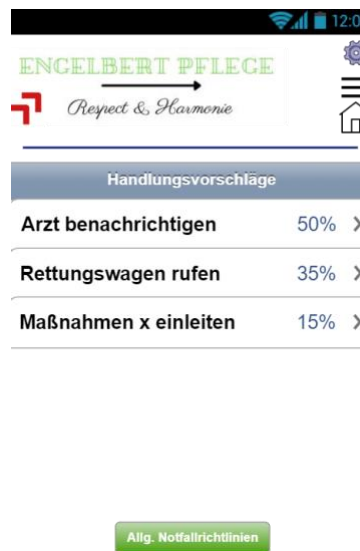 12:0
ENGELBERT PFLEGE
Respect & Harmonie
Handlungsvorschläge
Arzt benachrichtigen 50%
Rettungswagen rufen 35%
Maßnahmen x einleiten 15%
Allg. Notfallrichtlinien